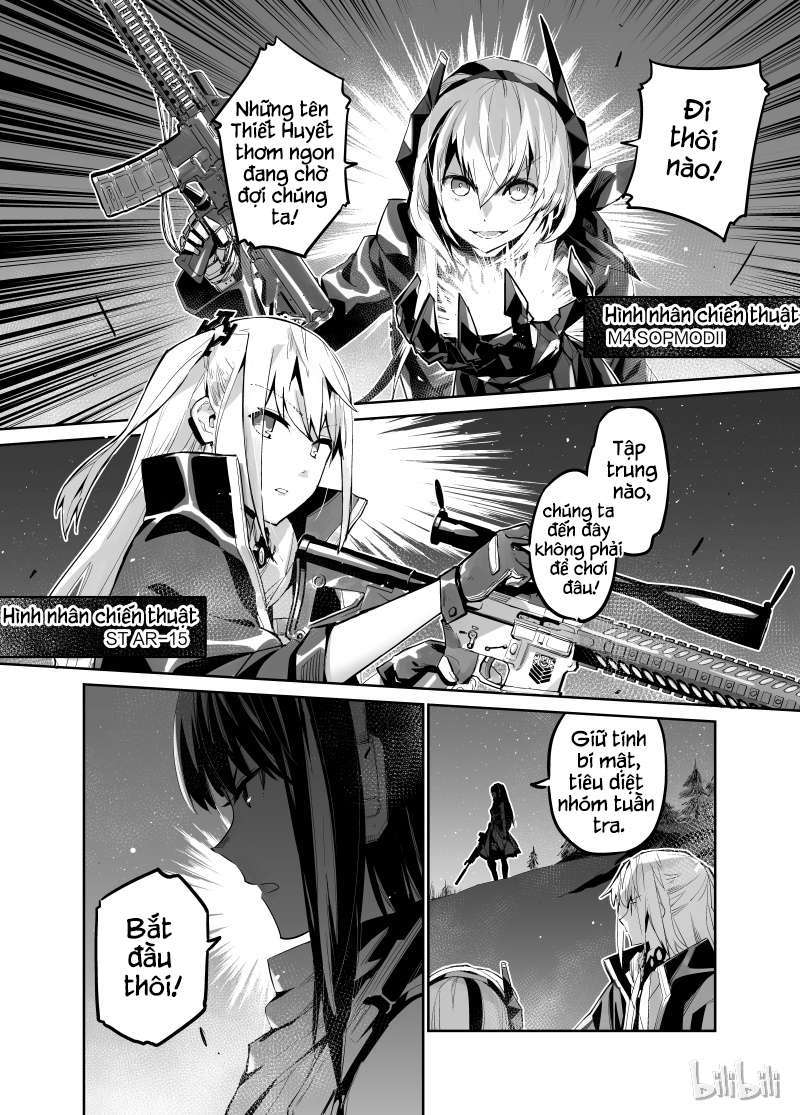 Đi
thôi
nào!
Những tên
Thiết Huyết
thơm ngon
đang chờ
đợi chúng
ta!
Hình nhân chiến thuật
M4 SOPMODII
Tập
trung
nào,
chúng ta
đến đây
không phải
để chơi
đâu!
Hình nhân chiến thuật
ST AR-15
Giữ tính
bí mật,
tiêu diệt
nhóm tuần
tra.
Bắt
đầu
thôi!
bilibili